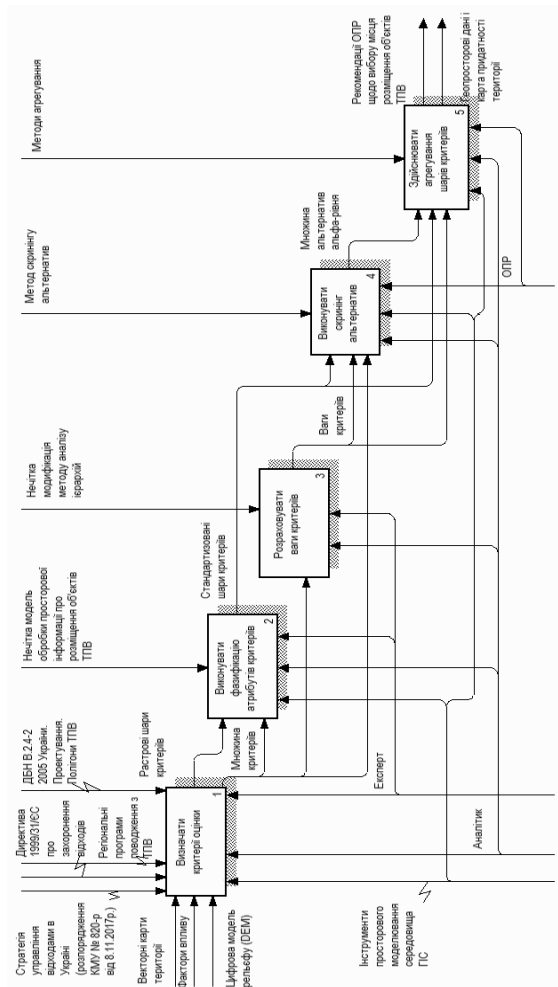 Стратегія
управління
відходами в
Україні
(розпорядження
КМУ № 820-р
від 8.11.2017р.)
Директива
1999/31/ЄС
про
захоронення
відходів
Регіональні
програми
поводження з
ТПВ
ДБН В.2.4-2
2005 України.
Проектування.
Полігони ТПВ
Нечітка модель
обробки просторової
інформації про
розміщення об'єктів
ТПВ
Нечітка
модифікація
методу аналізу
ієрархій
Метод скринінгу
альтернатив
Методи агрегування
Векторні карти
території
Фактори впливу
Цифрова модель
рельєфу (DEM)
Визначати
критерії оцінки
1
Растрові шари
критеріїв
Множина
критеріїв
Виконувати
фазифікацію
атрибутів критеріїв
2
Стандартизовані
шари критеріїв
Розраховувати
ваги критеріїв
3
Ваги
критеріїв
Виконувати
скринінг
альтернатив
4
Множина
альтернатив
альфа-рівня
Здійснювати
агрегування
шарів критеріїв
5
Рекомендації ОПР
щодо вибору місця
розміщення об'єктів
ТПВ
Геопросторові дані і
карта придатності
території
Інструменти
просторового
моделювання
середовища
ГІС
Аналітик
Експерт
ОПР